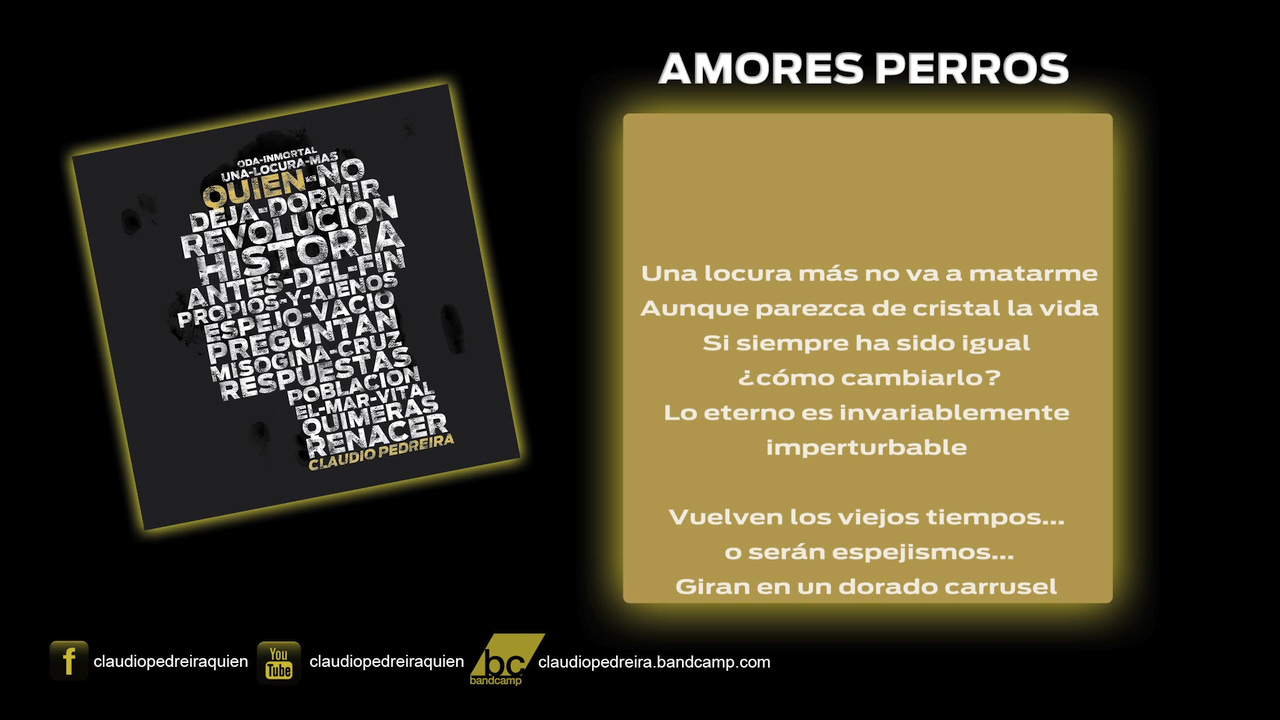 AMORES PERROS
ODA-INMORTAL
UNA-LOCURA-MAS
QUIEN-NO
DEJA-DORMIR
REVOLUCION
HISTORIA
ANTES-DEL-FIN
PROPIOS-Y-AJENOS
ESPEJO-VACIO
PREGUNTAN
MISOGINA-CRUZ
RESPUESTAS
POBLACION
EL-MAR-VITAL
QUIMERAS
RENACER
CLAUDIO PEDREIRA
Una locura más no va a matarme
Aunque parezca de cristal la vida
Si siempre ha sido igual
¿cómo cambiarlo?
Lo eterno es invariablemente
imperturbable
Vuelven los viejos tiempos...
o serán espejismos...
Giran en un dorado carrusel
f claudiopedreiraquien
You Tube claudiopedreiraquien
bc bandcamp claudiopedreira.bandcamp.com